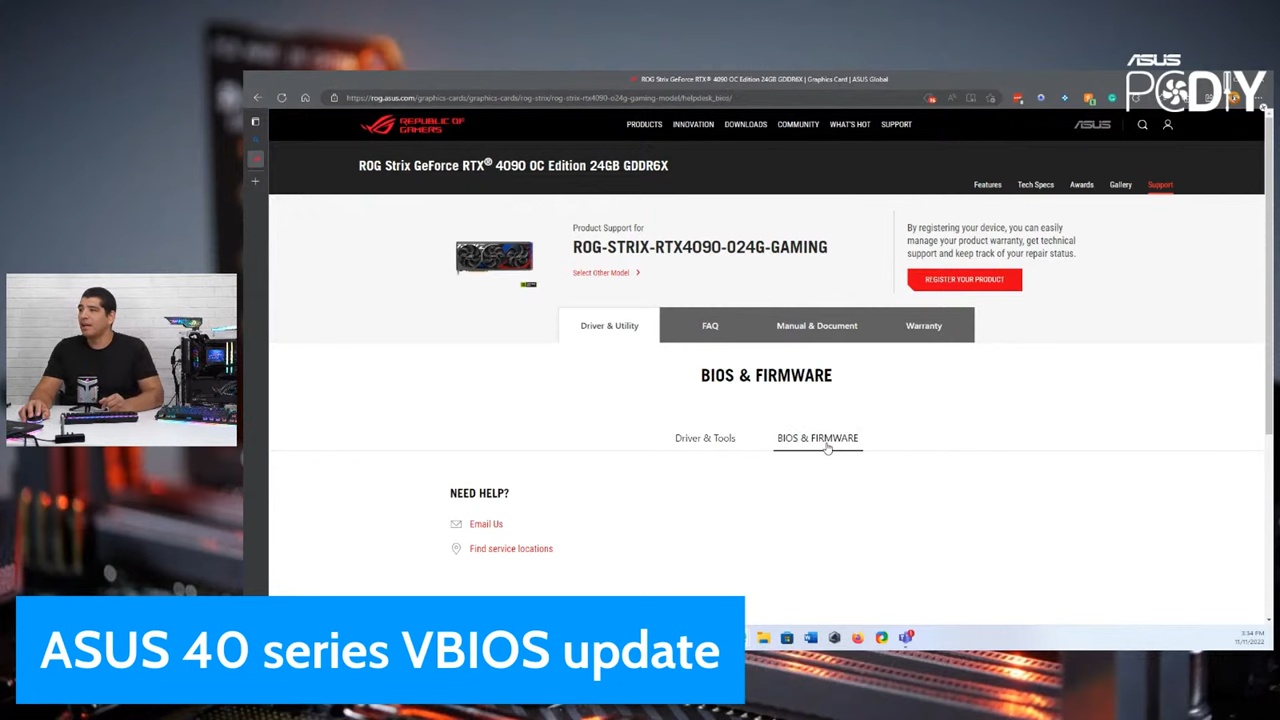 ASUS
PCDIY
ROG Strix GeForce RTX® 4090 OC Edition 24GB GDDR6X | Graphics Card | ASUS Global
https://rog.asus.com/graphics-cards/graphics-cards/rog-strix/rog-strix-rtx4090-o24g-gaming-model/helpdesk_bios/
REPUBLIC OF
GAMERS
PRODUCTS INNOVATION DOWNLOADS COMMUNITY WHAT'S HOT SUPPORT
ASUS
ROG Strix GeForce RTX® 4090 OC Edition 24GB GDDR6X
Features Tech Specs Awards Gallery Support
Product Support for
ROG-STRIX-RTX4090-O24G-GAMING
Select Other Model
By registering your device, you can easily
manage your product warranty, get technical
support and keep track of your repair status.
REGISTER YOUR PRODUCT
Driver & Utility FAQ Manual & Document Warranty
BIOS & FIRMWARE
Driver & Tools BIOS & FIRMWARE
NEED HELP?
Email Us
Find service locations
3:34 PM
11/11/2022
ASUS 40 series VBIOS update